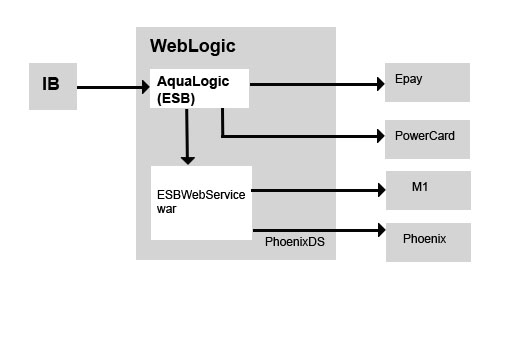 WebLogic
IB
AquaLogic
(ESB)
Epay
PowerCard
ESBWebService
war
M1
PhoenixDS
Phoenix